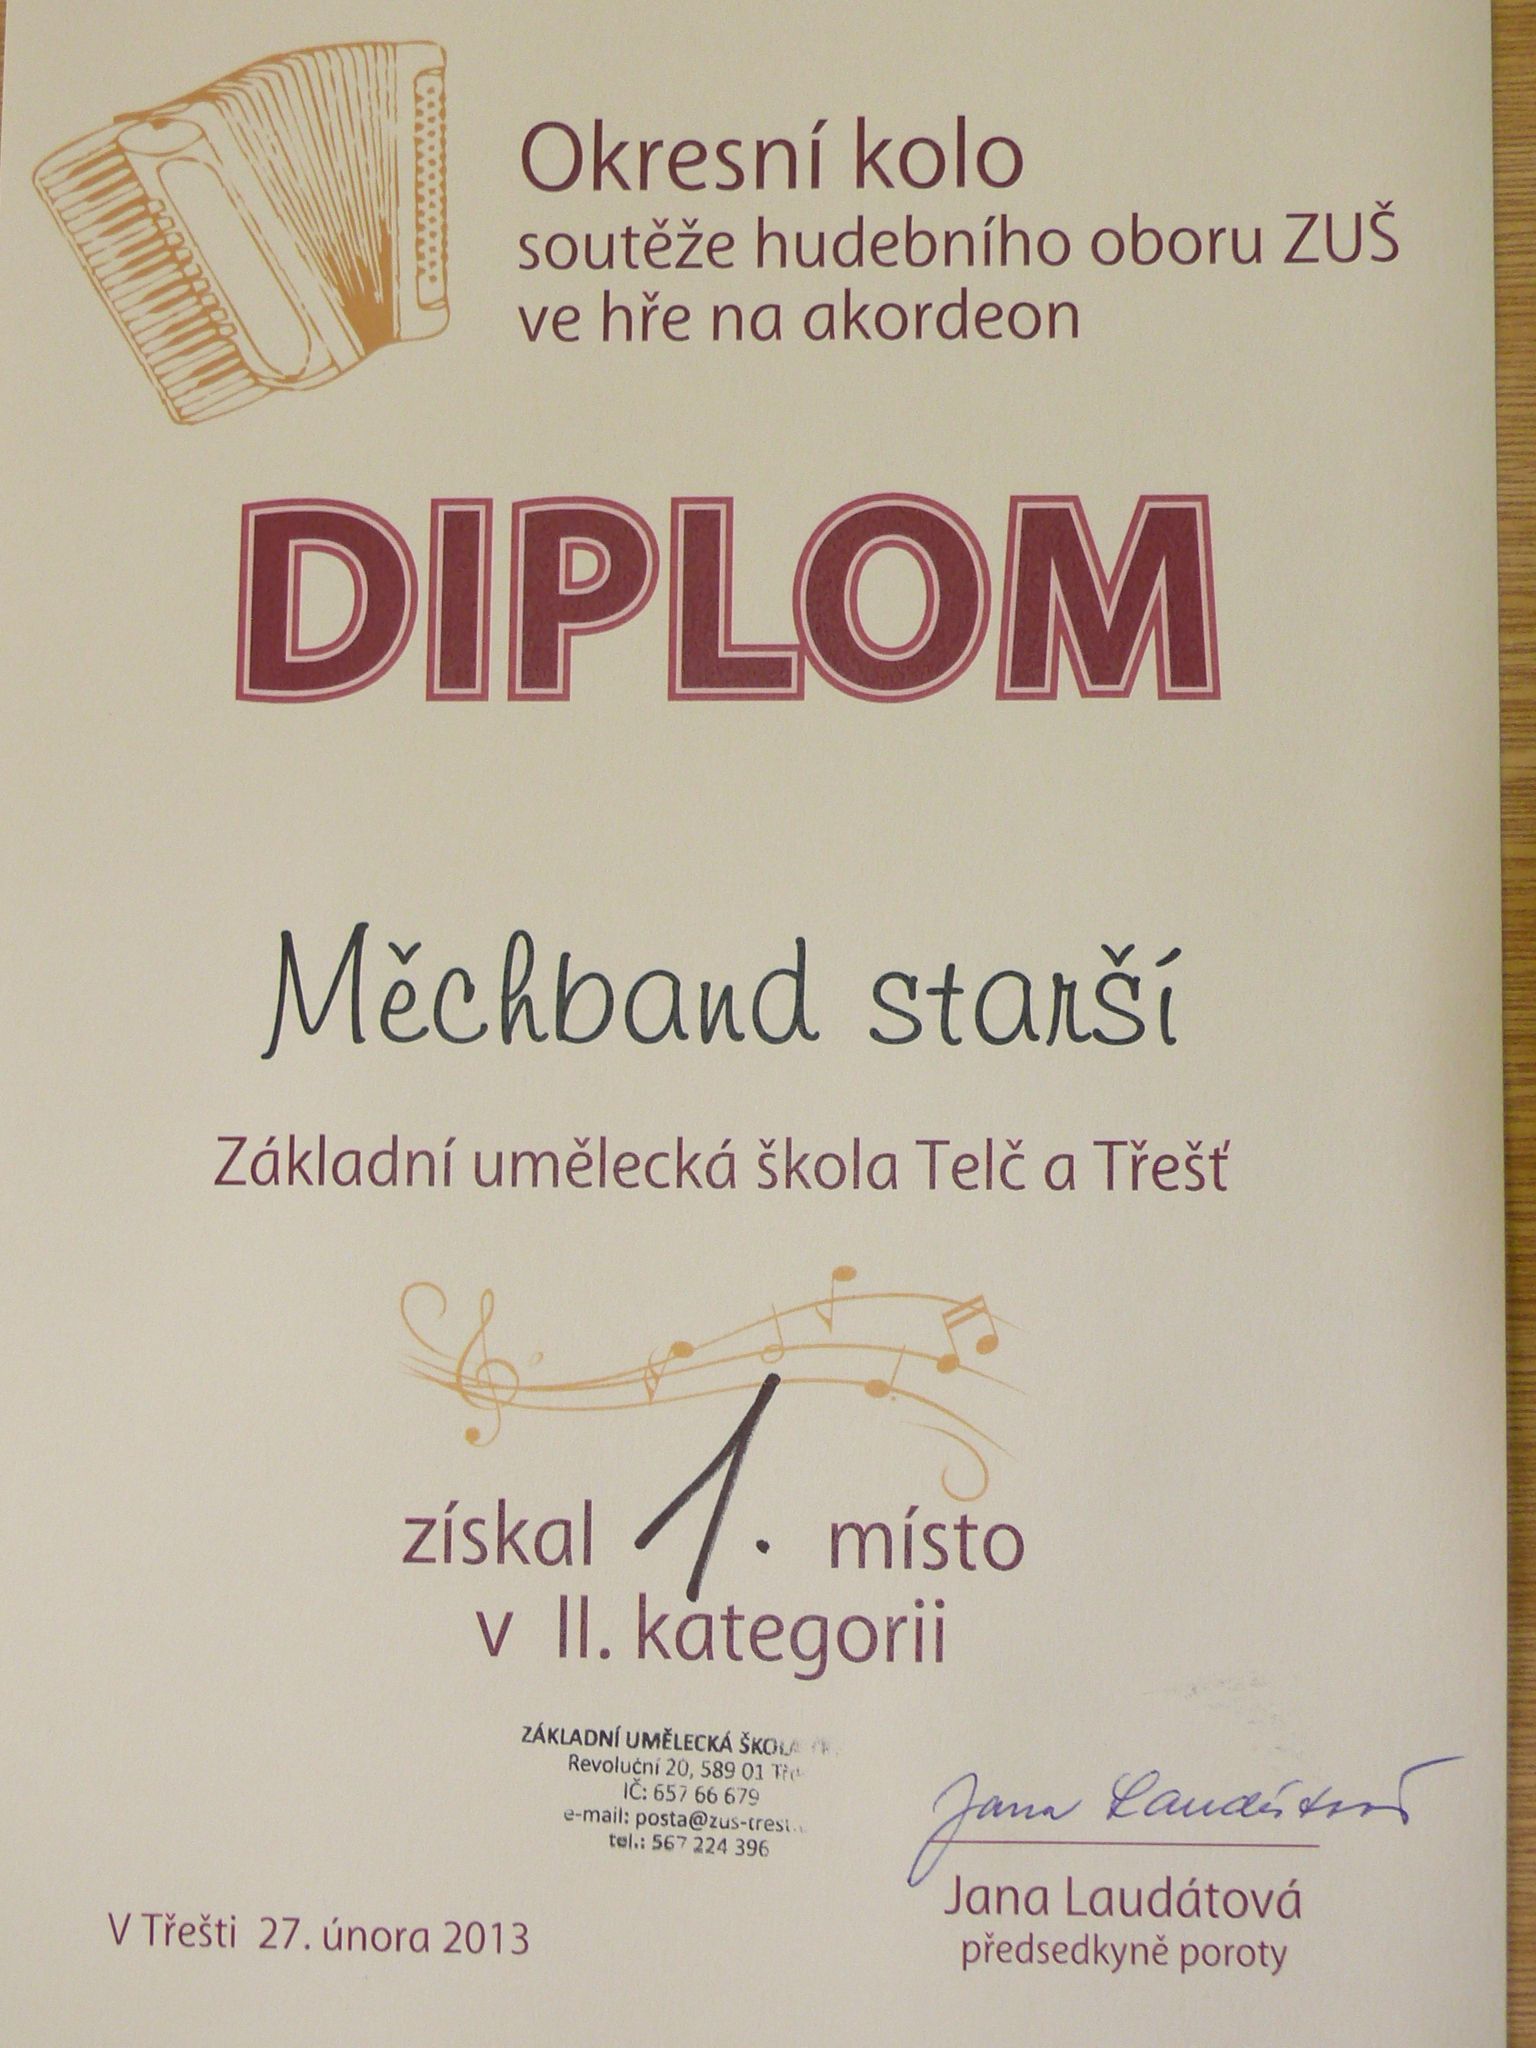 Okresní kolo
soutěže hudebního oboru ZUŠ
ve hře na akordeon
DIPLOM
Měchband starší
Základní umělecká škola Telč a Třešť
získal 1. místo
v II. kategorii
ZÁKLADNÍ UMĚLECKÁ ŠKOLA
Revoluční 20, 589 01
IČ: 657 66 679
e-mail: posta@zus-trest.
tel.: 567 224 396
Jana Laudátová
Jana Laudátová
předsedkyně poroty
V Třešti 27. února 2013